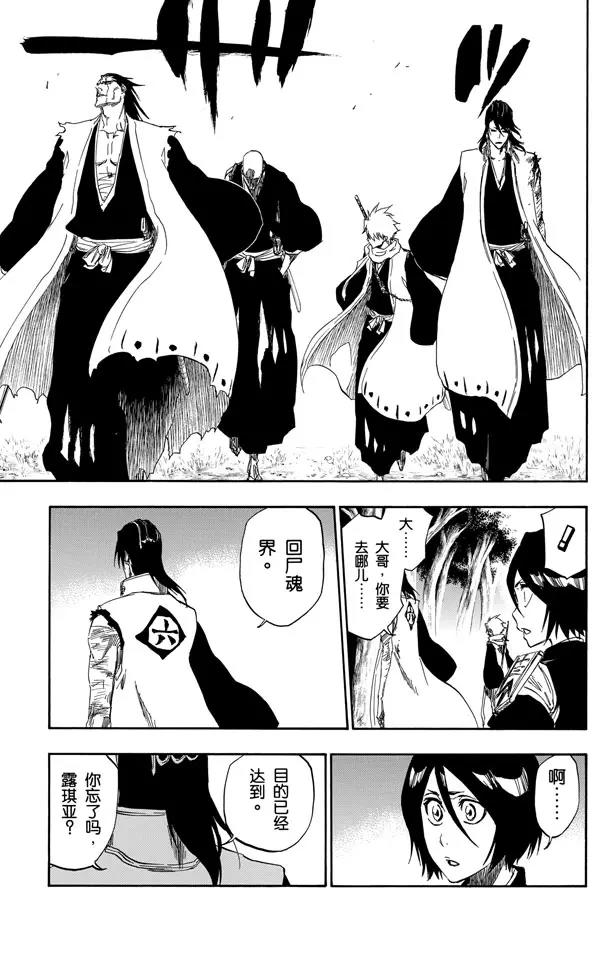 !
大……
大哥，你要
去哪儿……
回尸魂
界。
六
啊……
目的已经
达到。
你忘了吗，
露琪亚？